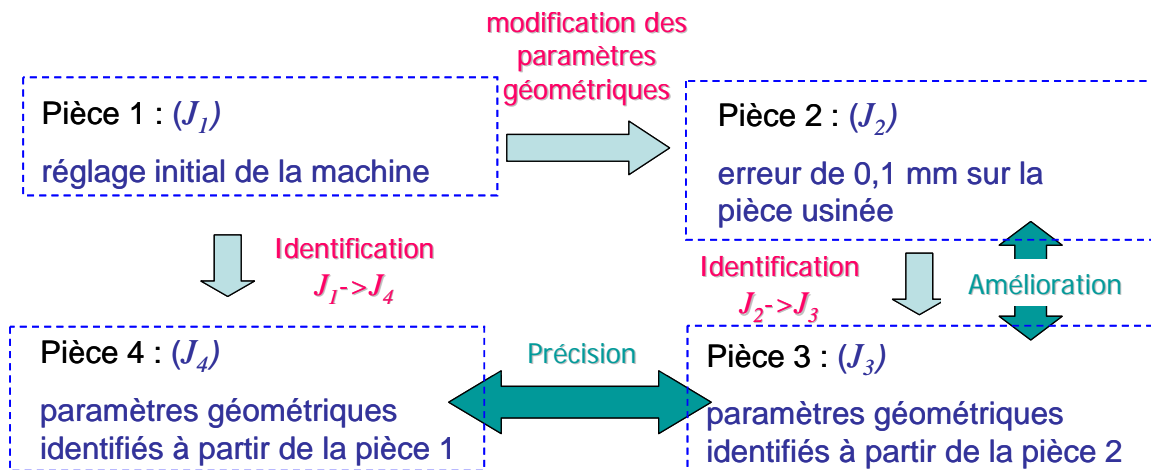 modification des
paramètres
géométriques
Pièce 1 : (J1)
réglage initial de la machine
Pièce 2 : (J2)
erreur de 0,1 mm sur la
pièce usinée
Identification
J1->J4
Identification
J2->J3
Amélioration
Pièce 4 : (J4)
paramètres géométriques
identifiés à partir de la pièce 1
Précision
Pièce 3 : (J3)
paramètres géométriques
identifiés à partir de la pièce 2